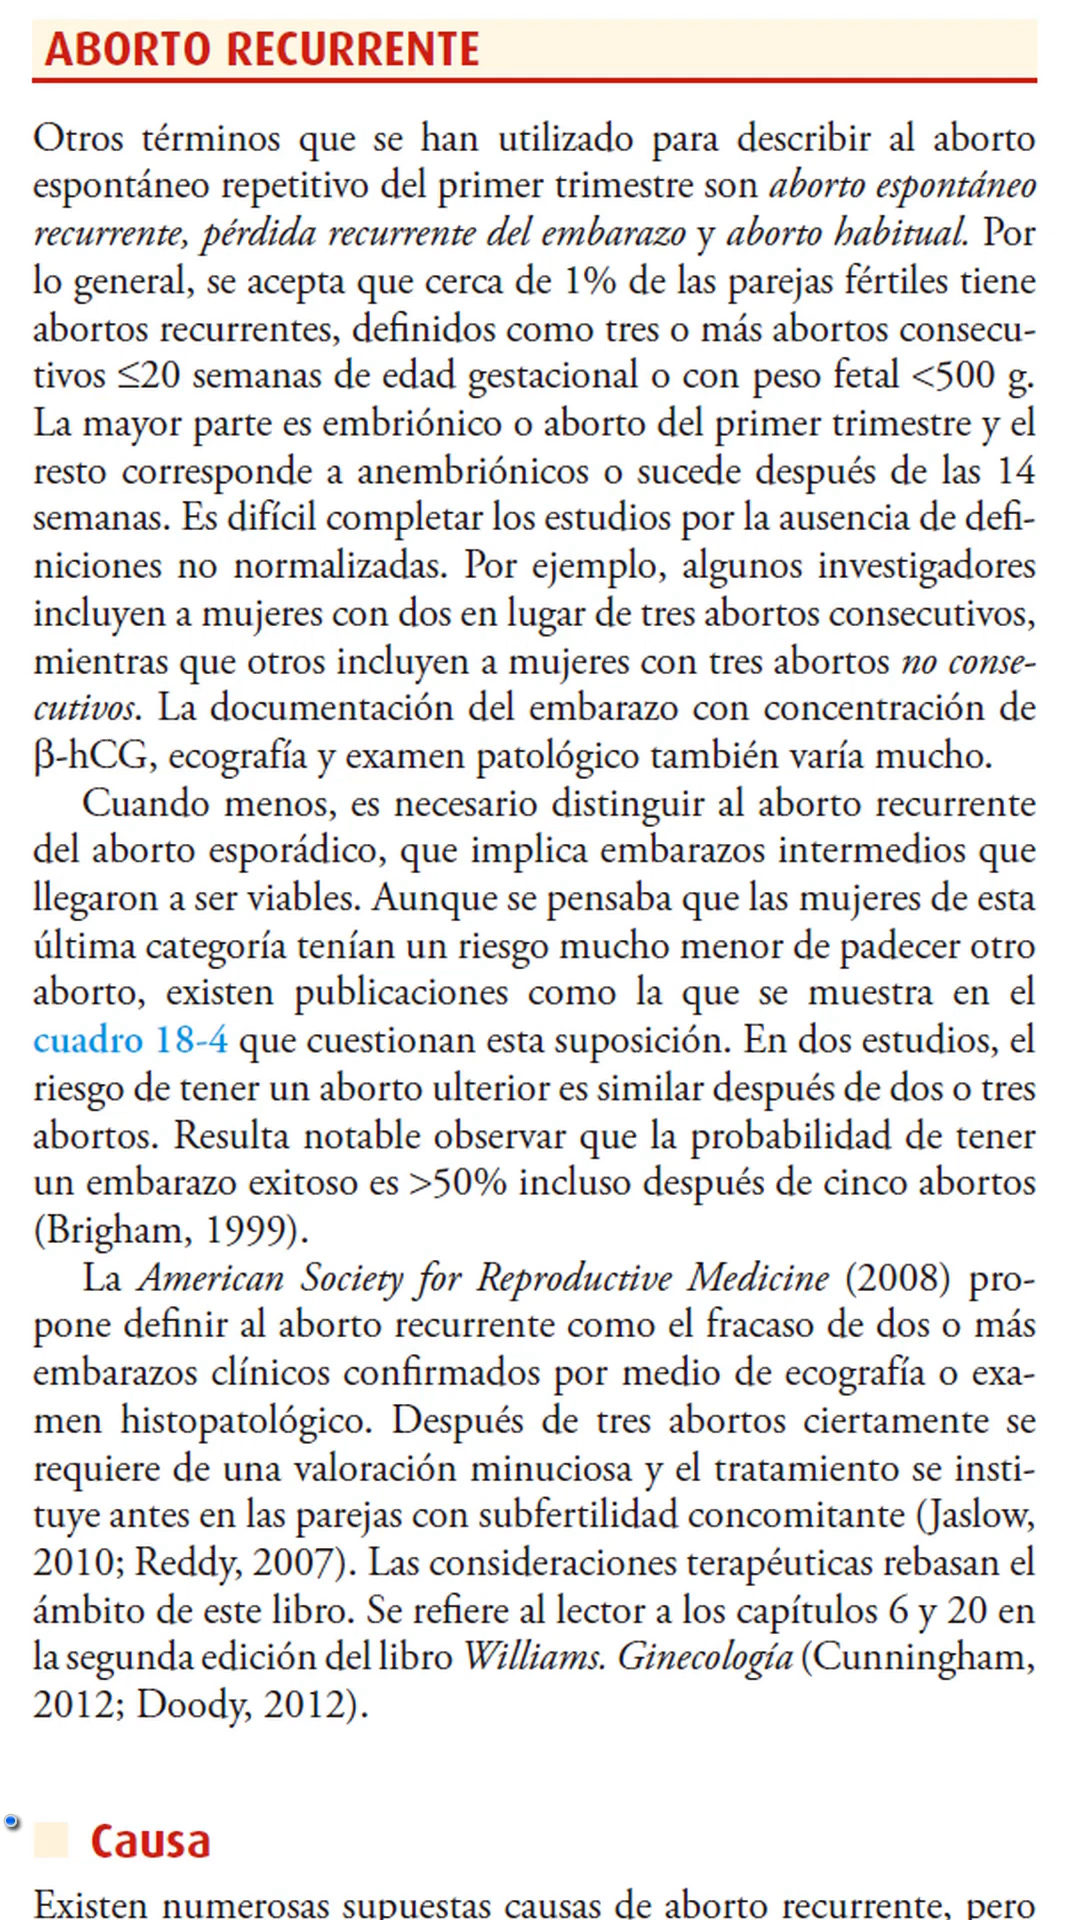 ABORTO RECURRENTE
Otros términos que se han utilizado para describir al aborto
espontáneo repetitivo del primer trimestre son aborto espontáneo
recurrente, pérdida recurrente del embarazo y aborto habitual. Por
lo general, se acepta que cerca de 1% de las parejas fértiles tiene
abortos recurrentes, definidos como tres o más abortos consecu-
tivos ≤20 semanas de edad gestacional o con peso fetal <500 g.
La mayor parte es embriónico o aborto del primer trimestre y el
resto corresponde a anembriónicos o sucede después de las 14
semanas. Es difícil completar los estudios por la ausencia de defi-
niciones no normalizadas. Por ejemplo, algunos investigadores
incluyen a mujeres con dos en lugar de tres abortos consecutivos,
mientras que otros incluyen a mujeres con tres abortos no conse-
cutivos. La documentación del embarazo con concentración de
β-hCG, ecografía y examen patológico también varía mucho.
Cuando menos, es necesario distinguir al aborto recurrente
del aborto esporádico, que implica embarazos intermedios que
llegaron a ser viables. Aunque se pensaba que las mujeres de esta
última categoría tenían un riesgo mucho menor de padecer otro
aborto, existen publicaciones como la que se muestra en el
cuadro 18-4 que cuestionan esta suposición. En dos estudios, el
riesgo de tener un aborto ulterior es similar después de dos o tres
abortos. Resulta notable observar que la probabilidad de tener
un embarazo exitoso es >50% incluso después de cinco abortos
(Brigham, 1999).
La American Society for Reproductive Medicine (2008) pro-
pone definir al aborto recurrente como el fracaso de dos o más
embarazos clínicos confirmados por medio de ecografía o exa-
men histopatológico. Después de tres abortos ciertamente se
requiere de una valoración minuciosa y el tratamiento se insti-
tuye antes en las parejas con subfertilidad concomitante (Jaslow,
2010; Reddy, 2007). Las consideraciones terapéuticas rebasan el
ámbito de este libro. Se refiere al lector a los capítulos 6 y 20 en
la segunda edición del libro Williams. Ginecología (Cunningham,
2012; Doody, 2012).
Causa
Existen numerosas supuestas causas de aborto recurrente, pero